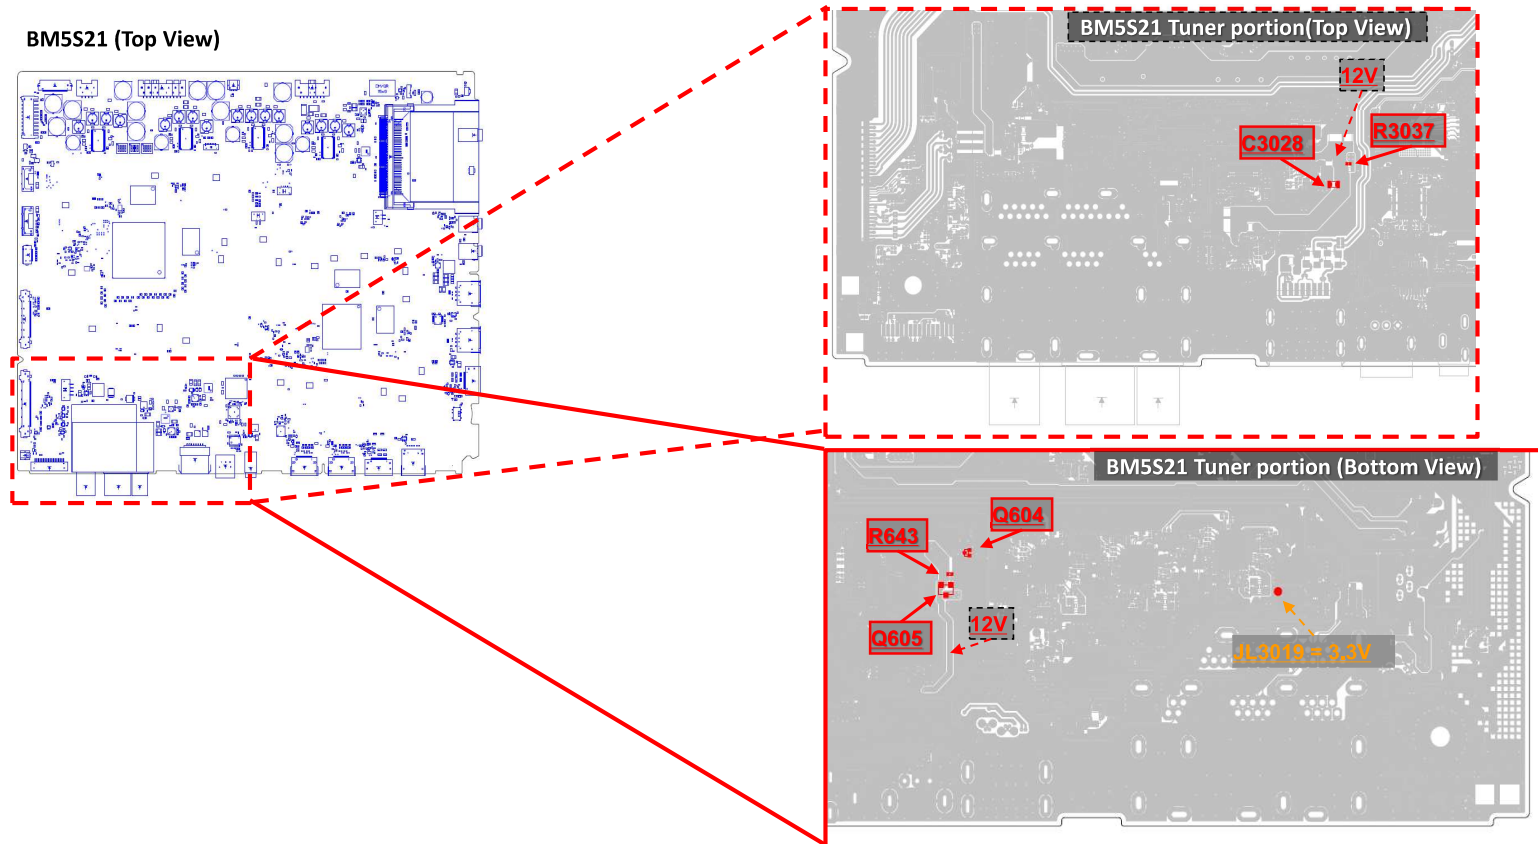 BM5S21 (Top View)
BM5S21 Tuner portion(Top View)
12V
C3028
R3037
BM5S21 Tuner portion (Bottom View)
Q604
R643
Q605
12V
JL3019 = 3.3V